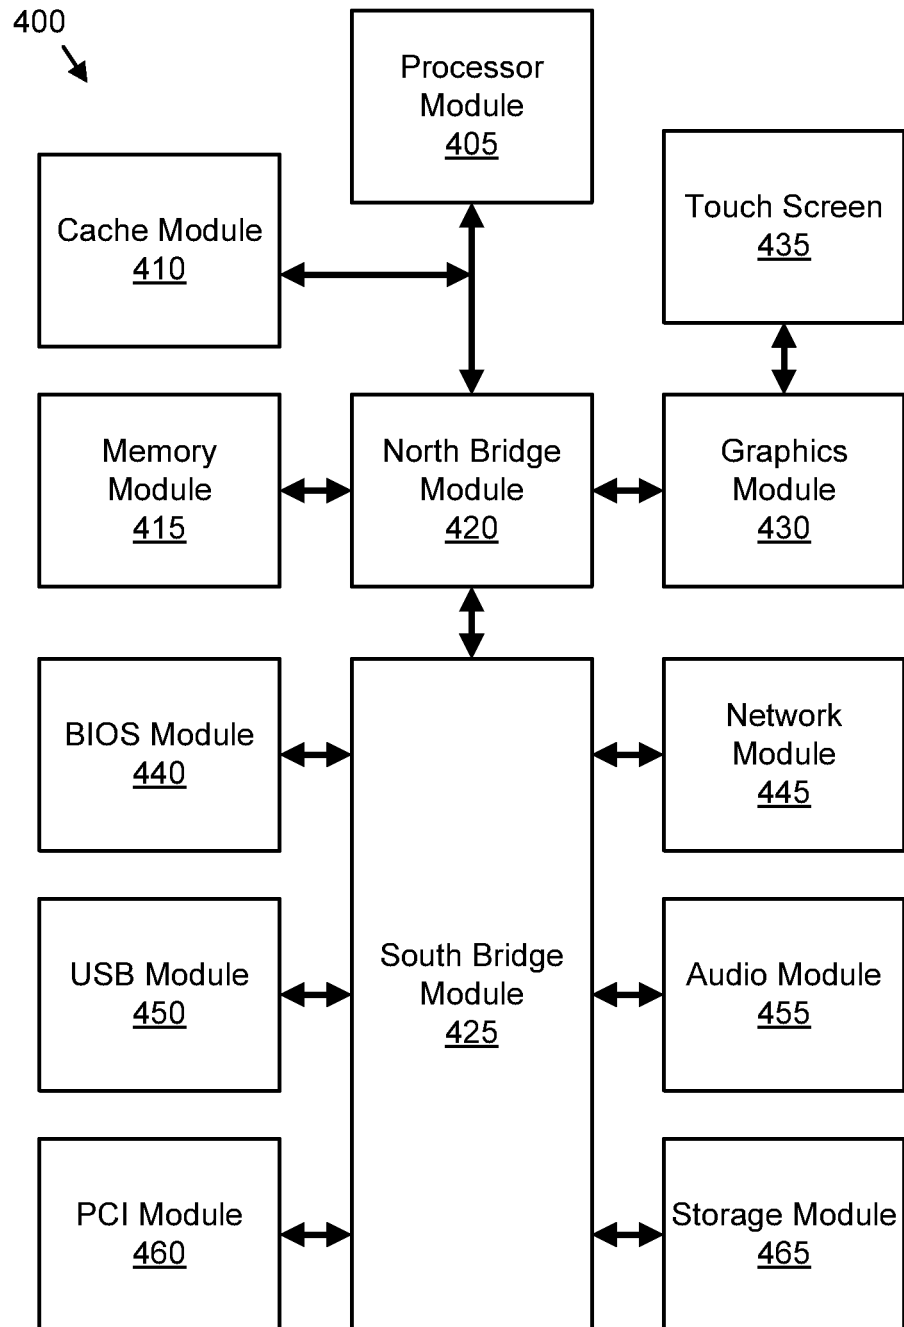 400
Processor
Module
405
Cache Module
410
Touch Screen
435
Memory
Module
415
North Bridge
Module
420
Graphics
Module
430
BIOS Module
440
Network
Module
445
USB Module
450
South Bridge
Module
425
Audio Module
455
PCI Module
460
Storage Module
465